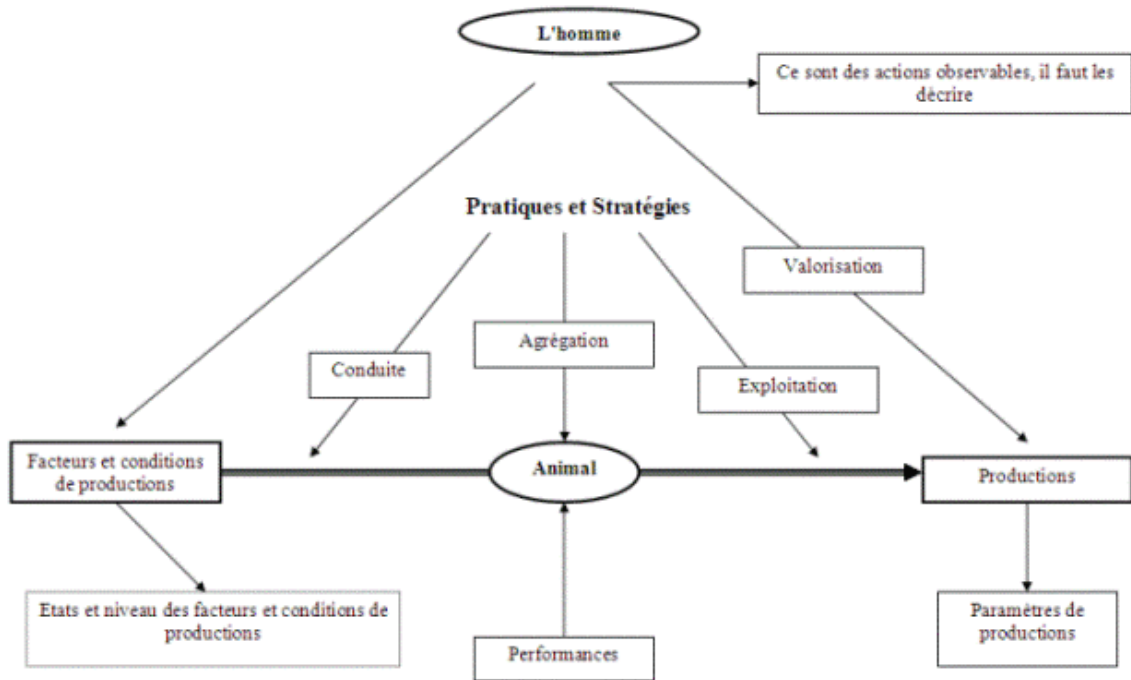 L'homme
Ce sont des actions observables, il faut les
décrire
Pratiques et Stratégies
Valorisation
Agrégation
Conduite
Exploitation
Facteurs et conditions
de productions
Animal
Productions
Etats et niveau des facteurs et conditions de
productions
Paramètres de
productions
Performances